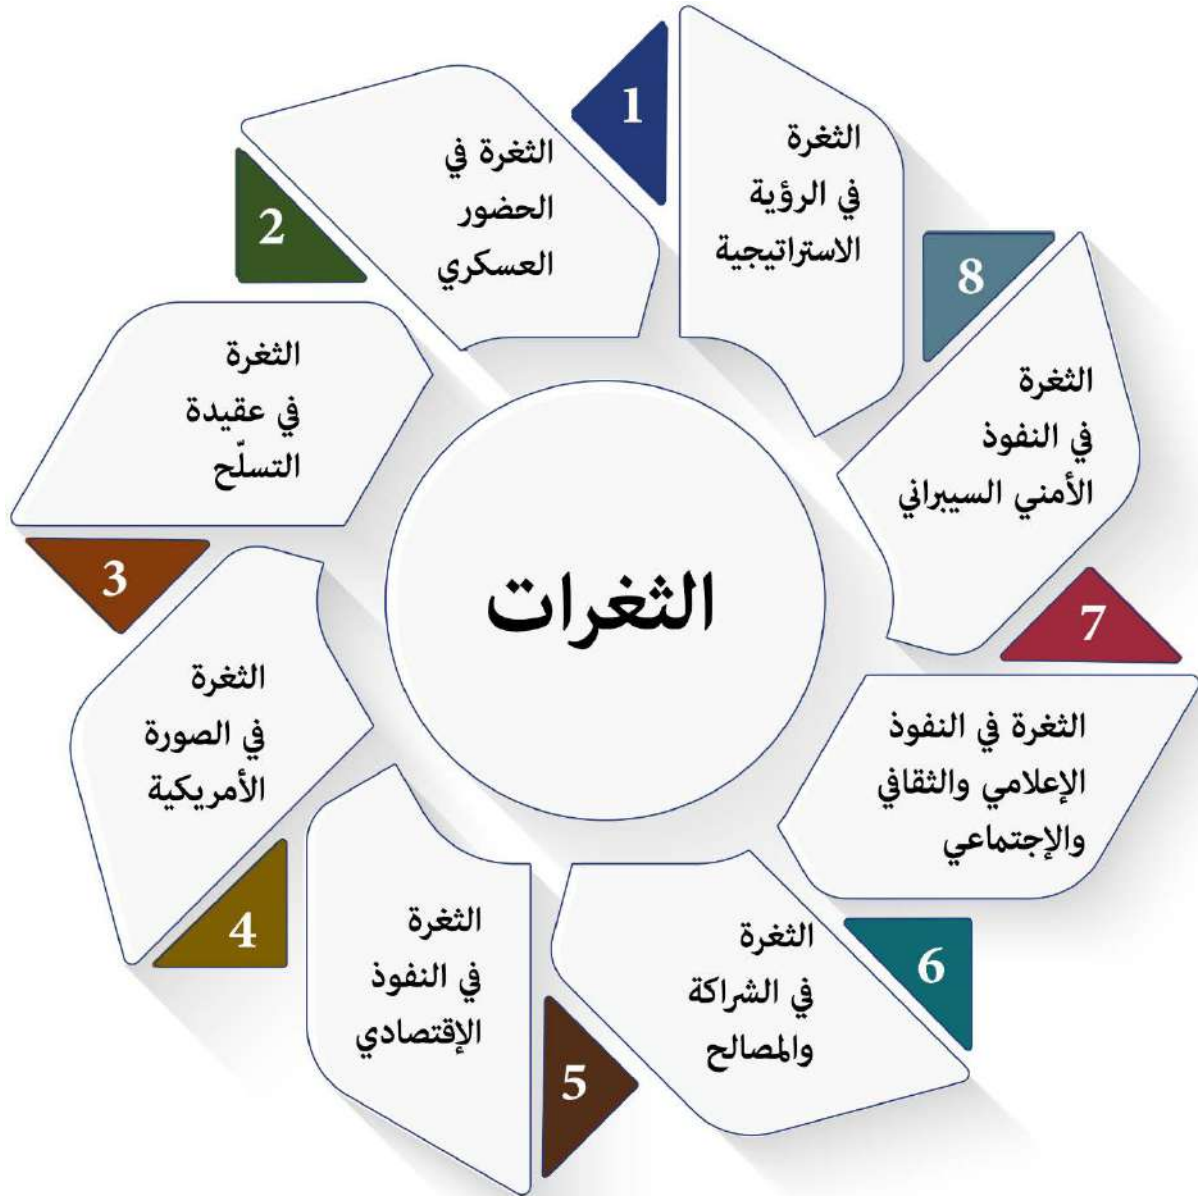 الثغرات
1
الثغرة
في الرؤية
الاستراتيجية
2
الثغرة في
الحضور
العسكري
3
الثغرة
في عقيدة
التسلّح
4
الثغرة
في الصورة
الأمريكية
5
الثغرة
في النفوذ
الإقتصادي
6
الثغرة
في الشراكة
والمصالح
7
الثغرة في النفوذ
الإعلامي والثقافي
والإجتماعي
8
الثغرة
في النفوذ
الأمني السيبراني